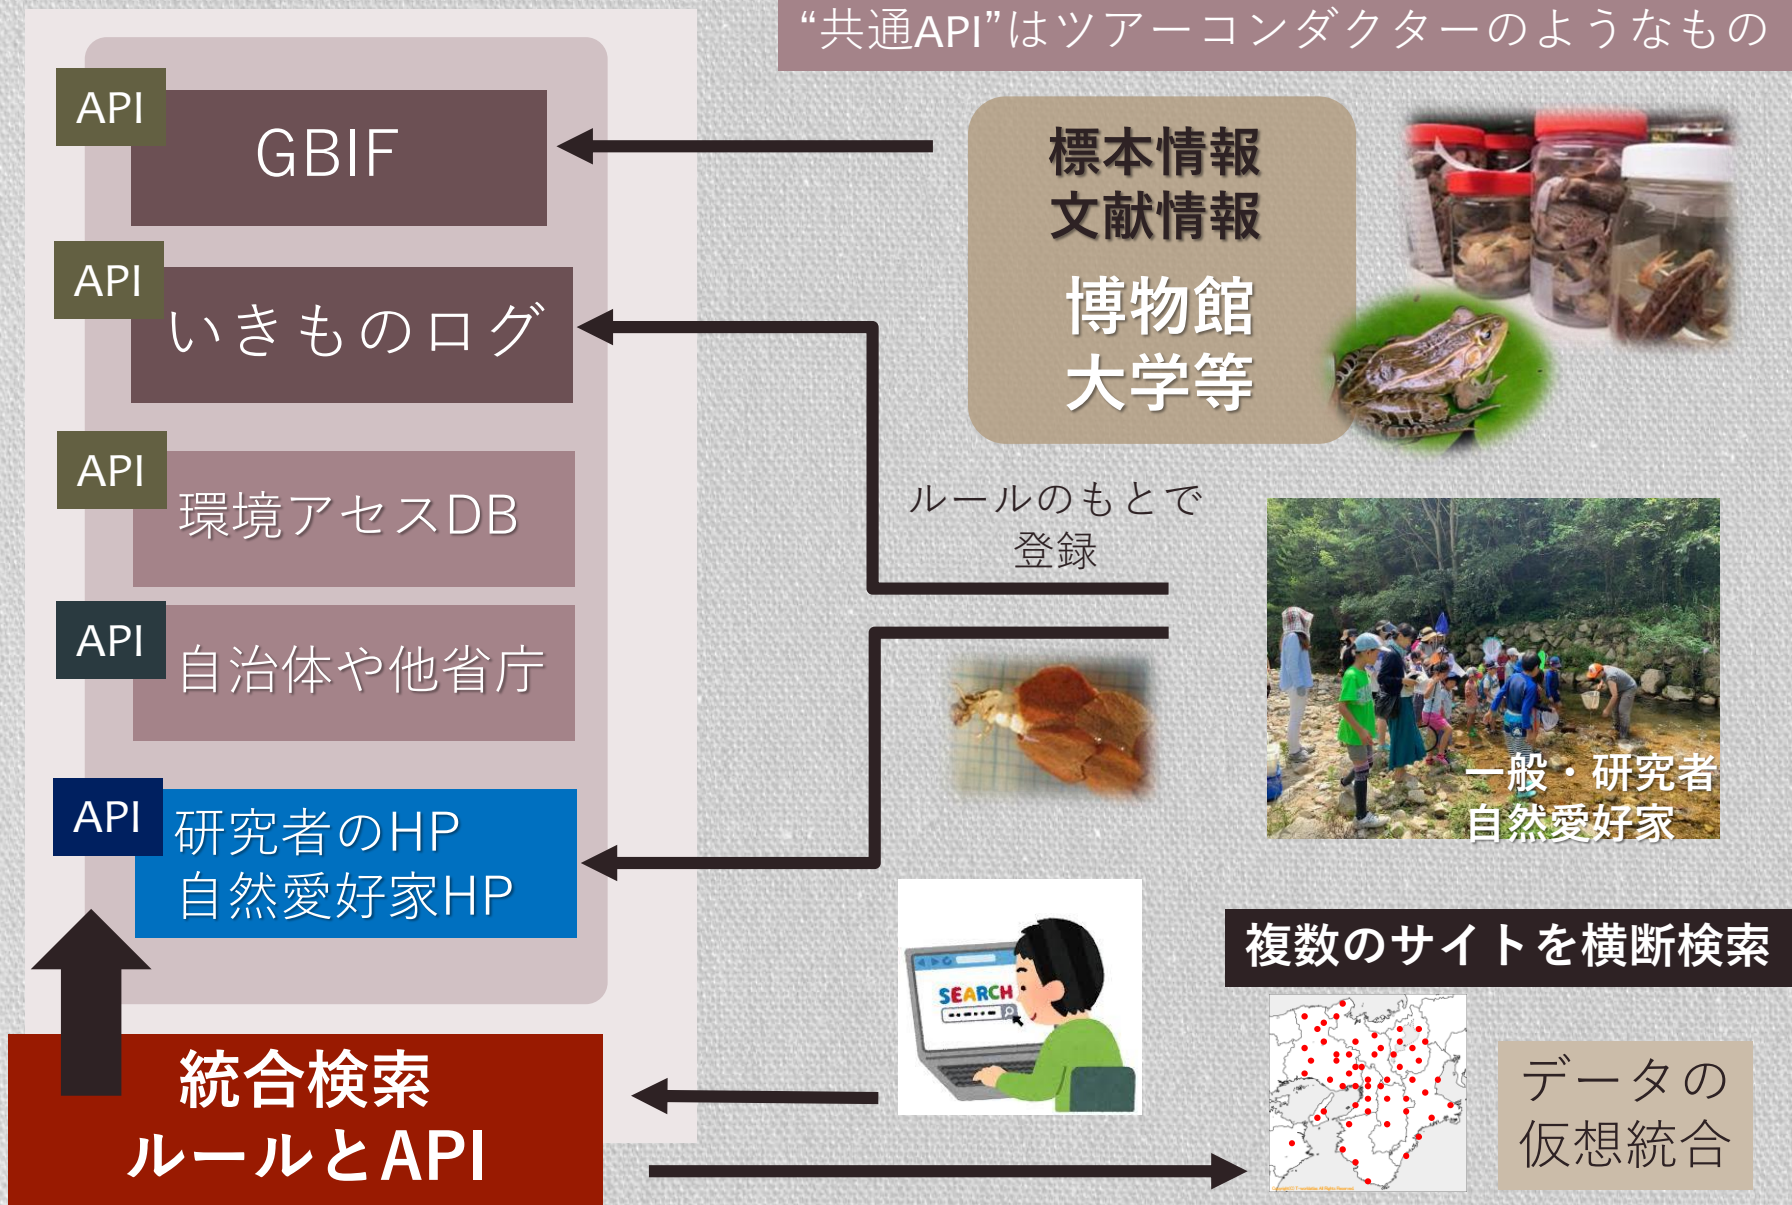 “共通API”はツアーコンダクターのようなもの
API
GBIF
API
いきものログ
API
環境アセスDB
API
自治体や他省庁
API
研究者のHP
自然愛好家HP
標本情報
文献情報
博物館
大学等
ルールのもとで
登録
一般・研究者
自然愛好家
SEARCH
複数のサイトを横断検索
データの
仮想統合
統合検索
ルールとAPI